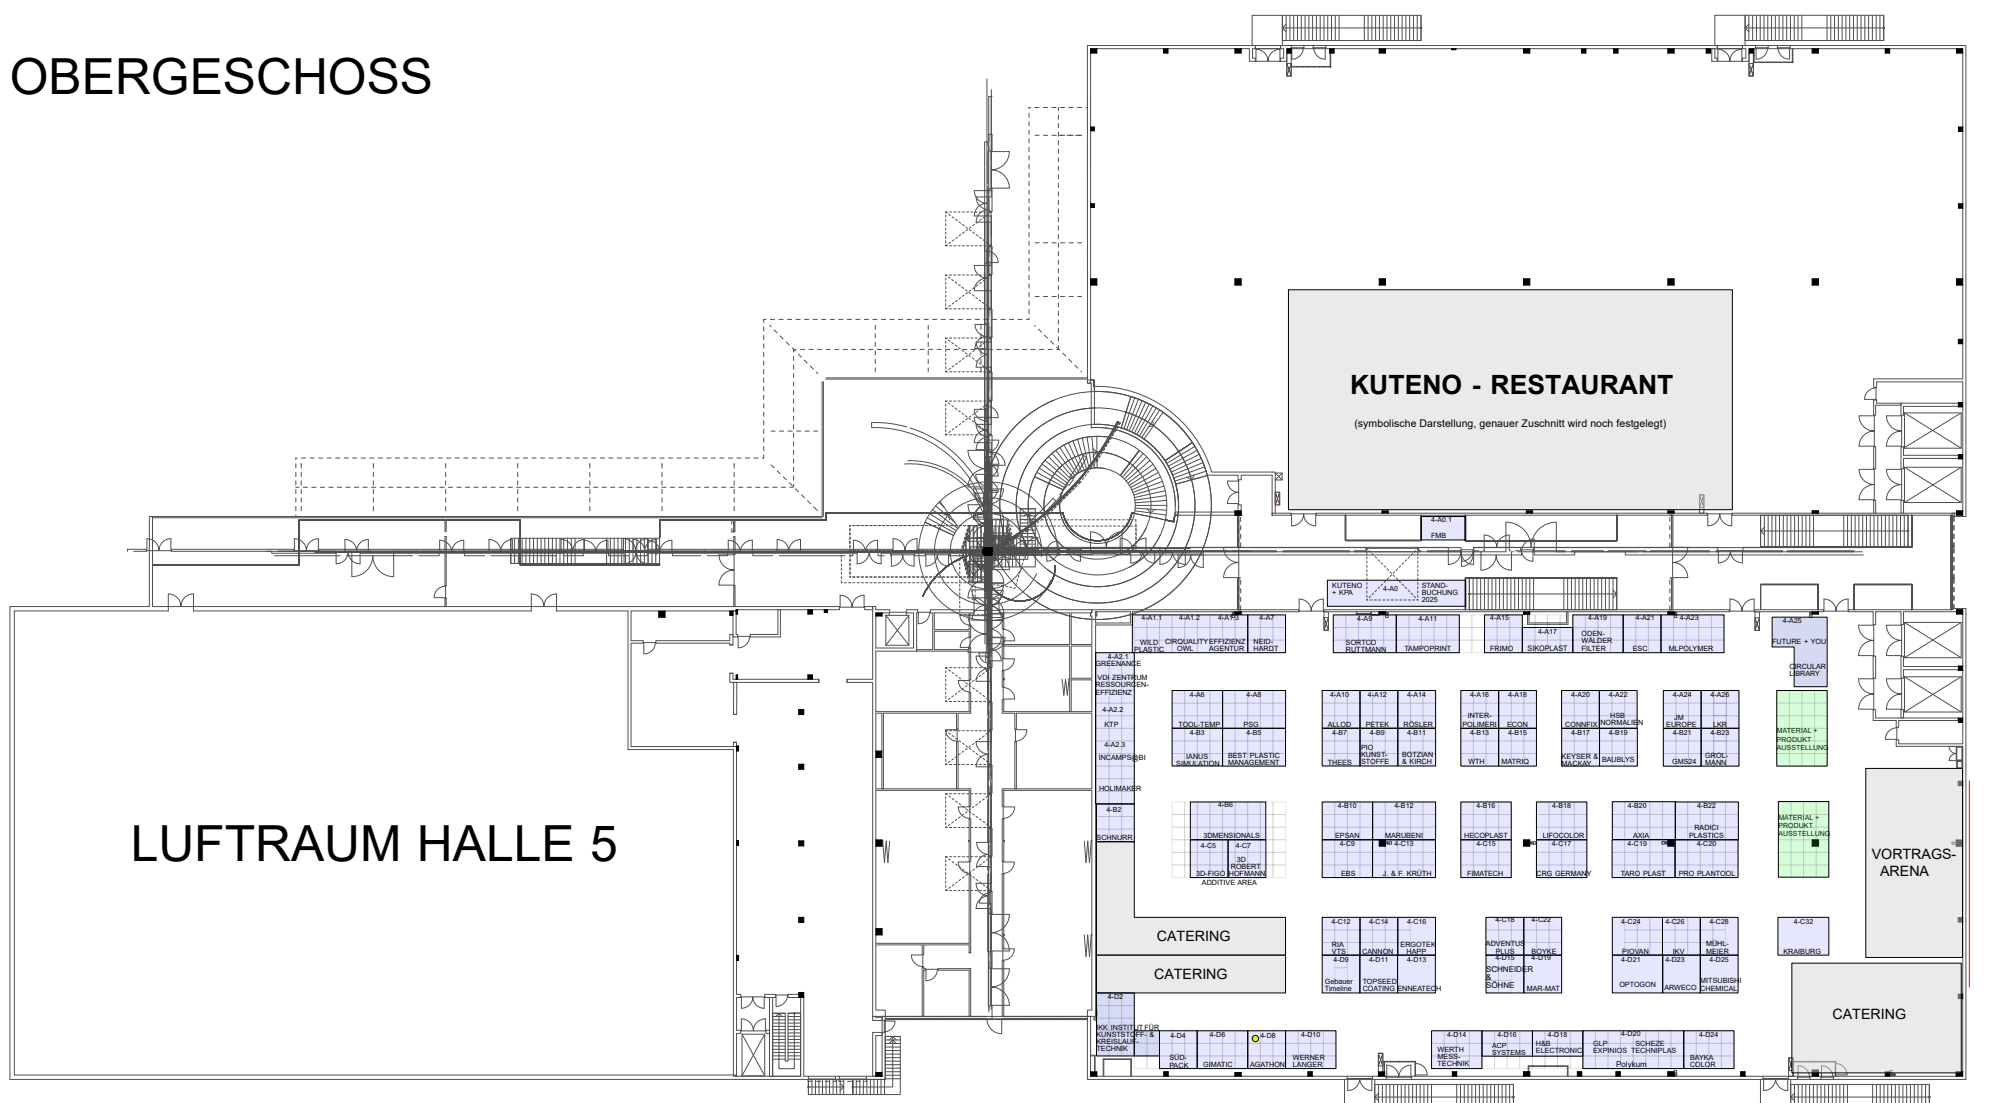 OBERGESCHOSS
KUTENO - RESTAURANT
(symbolische Darstellung, genauer Zuschnitt wird noch festgelegt)
4-A0.1
FMB
KUTENO
+ KPA
4-A0
STAND-
BUCHUNG
2025
4-A1.1
WILD
PLASTIC
4-A1.2
CIRQUALITY
OWL
4-A1.3
EFFIZIENZ
AGENTUR
4-A7
NEID-
HARDT
4-A9
SORTCO
RUTTMANN
4-A11
TAMPOPRINT
4-A15
FRIMO
4-A17
SIKOPLAST
4-A19
ODEN-
WÄLDER
FILTER
4-A21
ESC
4-A23
MLPOLYMER
4-A25
FUTURE + YOU
CIRCULAR
LIBRARY
4-A2.1
GREENANCE
VDI ZENTRUM
RESSOURCEN-
EFFIZIENZ
4-A2.2
KTP
4-A2.3
INCAMPS@BI
HOLIMAKER
4-B2
SCHNURR
4-A6
TOOL-TEMP
4-A8
PSG
4-B3
IANUS
SIMULATION
4-B5
BEST PLASTIC
MANAGEMENT
4-A10
ALLOD
4-A12
PETEK
4-A14
RÖSLER
4-B7
THEES
4-B9
PIO
KUNST-
STOFFE
4-B11
BOTZIAN
& KIRCH
4-A16
INTER-
POLIMERI
4-A18
ECON
4-B13
WTH
4-B15
MATRIQ
4-A20
CONNFIX
4-A22
HSB
NORMALIEN
4-B17
KEYSER &
MACKAY
4-B19
BAUBLYS
4-A24
JM
EUROPE
4-A26
LKR
4-B21
GMS24
4-B23
GROL-
MANN
MATERIAL +
PRODUKT
AUSSTELLUNG
4-B6
3DMENSIONALS
4-C5
3D-FIGO
4-C7
3D
ROBERT
HOFMANN
ADDITIVE AREA
4-B10
EPSAN
4-B12
MARUBENI
4-C9
EBS
4-C13
J. & F. KRÜTH
4-B16
HECOPLAST
4-C15
FIMATECH
4-B18
LIFOCOLOR
4-C17
CRG GERMANY
4-B20
AXIA
4-B22
RADICI
PLASTICS
4-C19
TARO PLAST
4-C20
PRO PLANTOOL
MATERIAL +
PRODUKT
AUSSTELLUNG
VORTRAGS-
ARENA
LUFTRAUM HALLE 5
CATERING
CATERING
4-C12
RIA
VTS
4-C14
CANNON
4-C16
ERGOTEK
HAPP
4-D9
Gebauer
Timeline
4-D11
TOPSEED
COATING
4-D13
ENNEATECH
4-C18
ADVENTUS
PLUS
4-C22
BOYKE
4-D15
SCHNEIDER
&
SÖHNE
4-D19
MAR-MAT
4-C24
PIOVAN
4-C26
IKV
4-C28
MÜHL-
MEIER
4-D21
OPTOGON
4-D23
ARWECO
4-D25
MITSUBISHI
CHEMICAL
4-C32
KRAIBURG
CATERING
4-D2
IKK INSTITUT FÜR
KUNSTSTOFF- &
KREISLAUF-
TECHNIK
4-D4
SÜD-
PACK
4-D6
GIMATIC
4-D8
AGATHON
4-D10
WERNER
LANGER
4-D14
WERTH
MESS-
TECHNIK
4-D16
ACP
SYSTEMS
4-D18
H&B
ELECTRONIC
4-D20
GLP
EXPINIOS
SCHEZE
TECHNIPLAS
Polykum
4-D24
BAYKA
COLOR